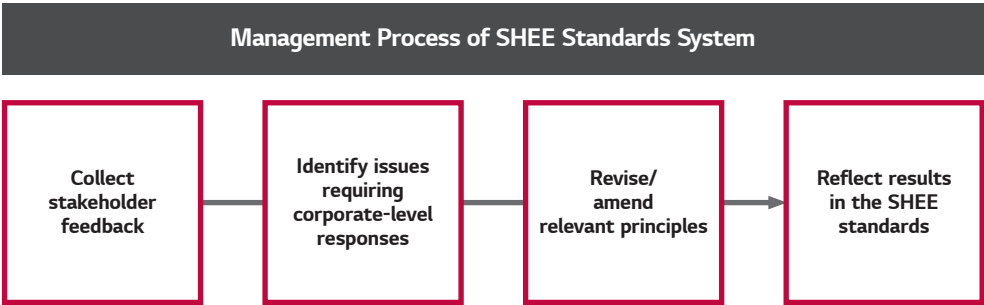 Management Process of SHEE Standards System
Collect
stakeholder
feedback
Identify issues
requiring
corporate-level
responses
Revise/
amend
relevant principles
Reflect results
in the SHEE
standards